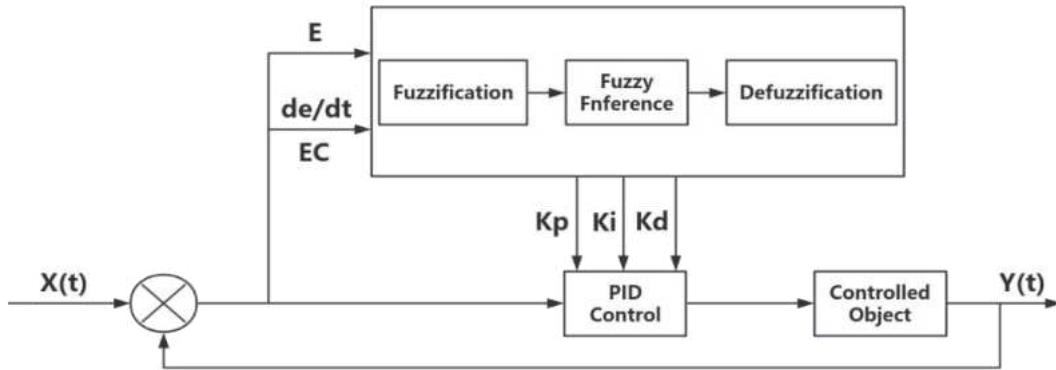 E
de/dt
EC
Fuzzification
Fuzzy
Fnference
Defuzzification
Kp
Ki
Kd
X(t)
PID
Control
Controlled
Object
Y(t)